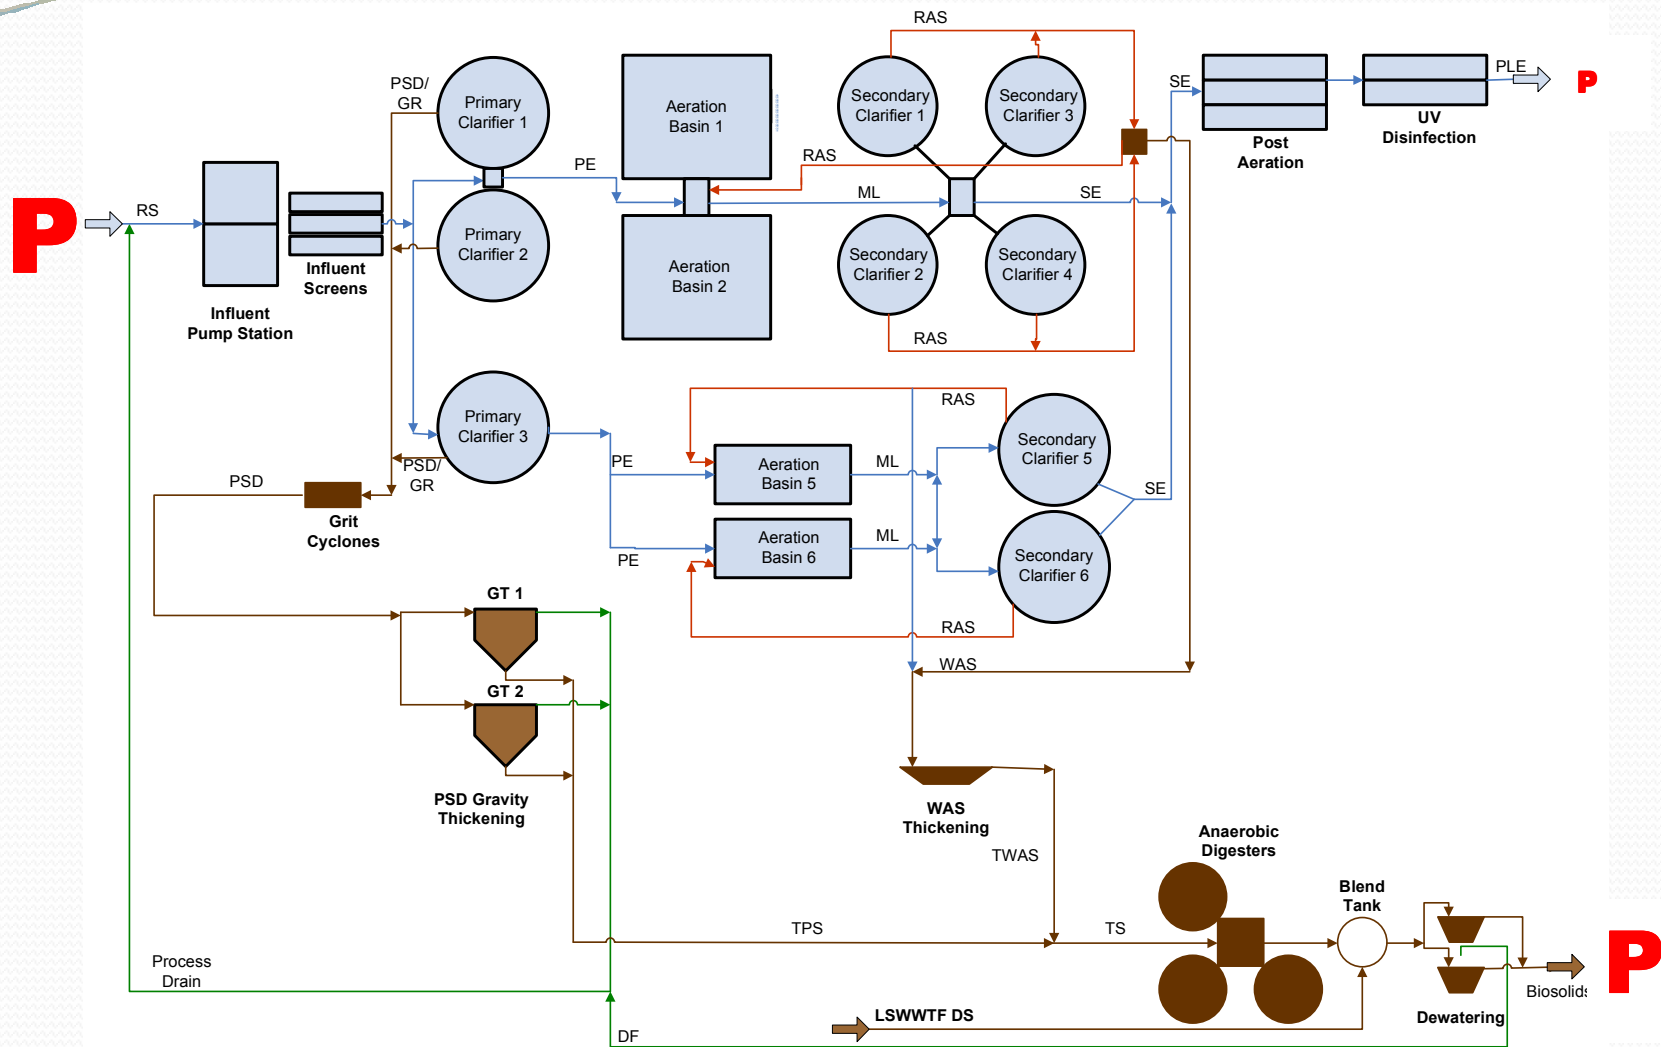 RAS
PSD/
GR
Primary
Clarifier 1
Aeration
Basin 1
Secondary
Clarifier 1
Secondary
Clarifier 3
SE
PLE
P
UV
Disinfection
Post
Aeration
PE
RAS
ML
SE
P
RS
Primary
Clarifier 2
Aeration
Basin 2
Secondary
Clarifier 2
Secondary
Clarifier 4
Influent
Screens
Influent
Pump Station
RAS
Primary
Clarifier 3
RAS
Secondary
Clarifier 5
PE
Aeration
Basin 5
ML
PSD/
GR
PSD
SE
Grit
Cyclones
PE
Aeration
Basin 6
ML
Secondary
Clarifier 6
GT 1
RAS
WAS
GT 2
PSD Gravity
Thickening
WAS
Thickening
TWAS
Anaerobic
Digesters
Blend
Tank
TPS
TS
P
Process
Drain
Biosolids
LSWWTF DS
Dewatering
DF